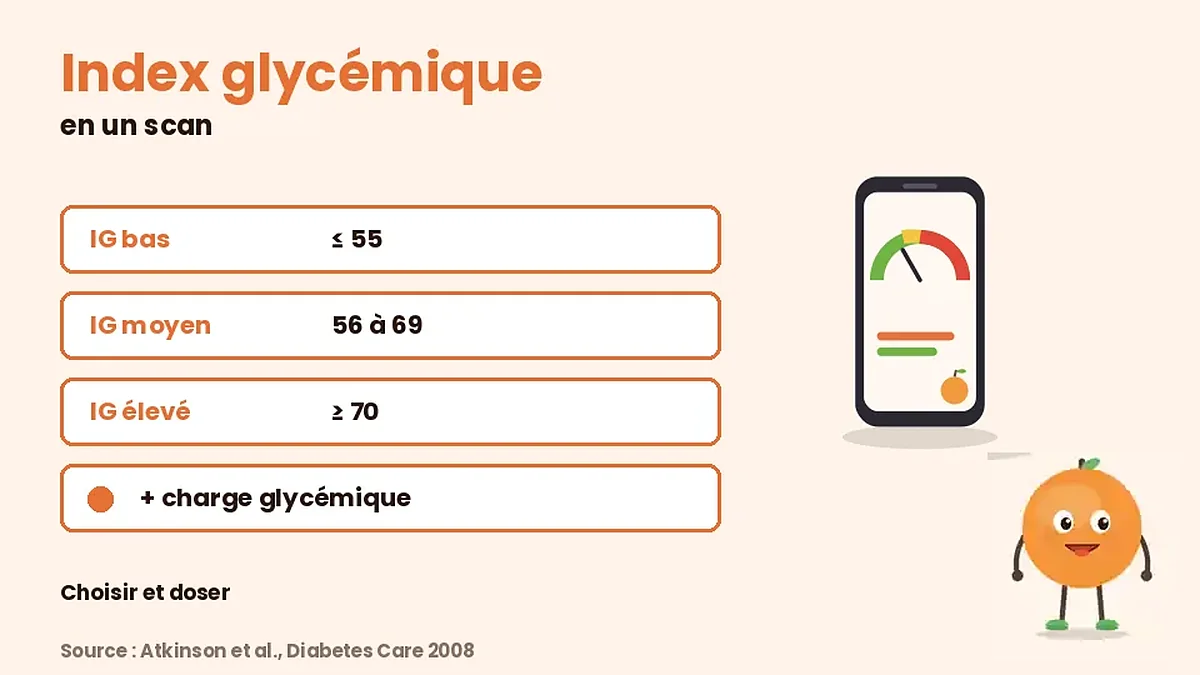 Index glycémique
en un scan
IG bas ≤ 55
IG moyen 56 à 69
IG élevé ≥ 70
+ charge glycémique
Choisir et doser
Source : Atkinson et al., Diabetes Care 2008